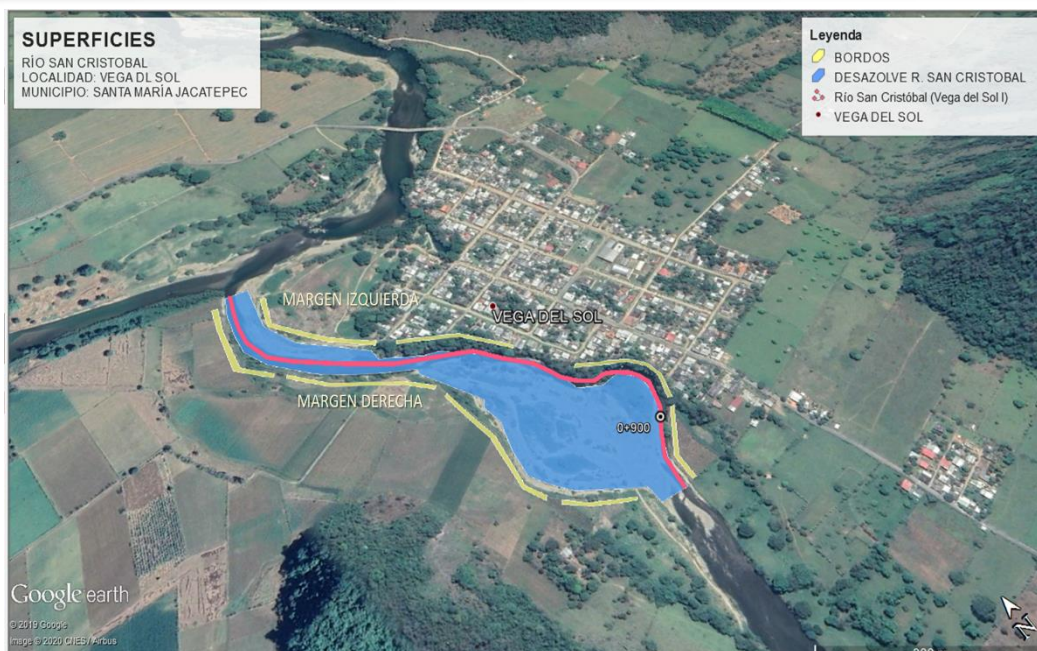 SUPERFICIES
RÍO SAN CRISTOBAL
LOCALIDAD: VEGA DL SOL
MUNICIPIO: SANTA MARÍA JACATEPEC
Leyenda
BORDOS
DESAZOLVE R. SAN CRISTOBAL
Río San Cristóbal (Vega del Sol I)
VEGA DEL SOL
MARGEN IZQUIERDA
VEGA DEL SOL
MARGEN DERECHA
0+900
Google earth
© 2019 Google
Image © 2020 CNES / Airbus
N